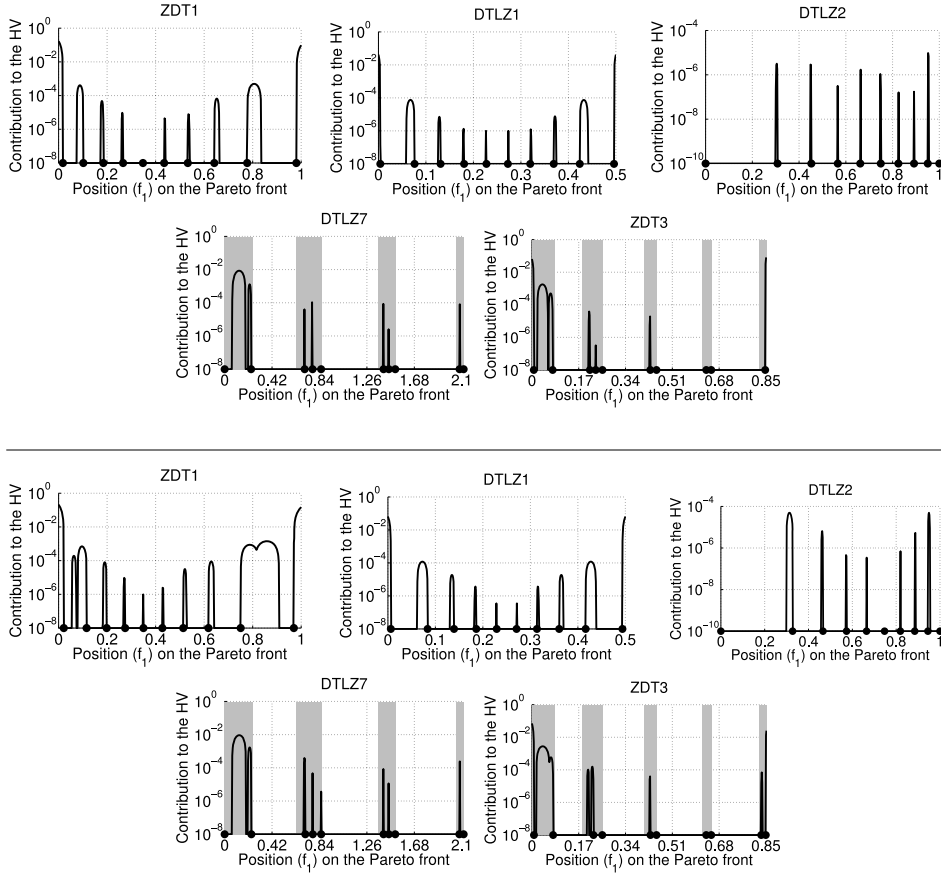 ZDT1
Contribution to the HV
10^0
10^-2
10^-4
10^-6
10^-8
0 0.2 0.4 0.6 0.8 1
Position (f_1) on the Pareto front
DTLZ1
Contribution to the HV
10^0
10^-2
10^-4
10^-6
10^-8
0 0.1 0.2 0.3 0.4 0.5
Position (f_1) on the Pareto front
DTLZ2
Contribution to the HV
10^-4
10^-6
10^-8
10^-10
0 0.2 0.4 0.6 0.8 1
Position (f_1) on the Pareto front
DTLZ7
Contribution to the HV
10^0
10^-2
10^-4
10^-6
10^-8
0 0.42 0.84 1.26 1.68 2.1
Position (f_1) on the Pareto front
ZDT3
Contribution to the HV
10^0
10^-2
10^-4
10^-6
10^-8
0 0.17 0.34 0.51 0.68 0.85
Position (f_1) on the Pareto front
ZDT1
Contribution to the HV
10^0
10^-2
10^-4
10^-6
10^-8
0 0.2 0.4 0.6 0.8 1
Position (f_1) on the Pareto front
DTLZ1
Contribution to the HV
10^0
10^-2
10^-4
10^-6
10^-8
0 0.1 0.2 0.3 0.4 0.5
Position (f_1) on the Pareto front
DTLZ2
Contribution to the HV
10^-4
10^-6
10^-8
10^-10
0 0.2 0.4 0.6 0.8 1
Position (f_1) on the Pareto front
DTLZ7
Contribution to the HV
10^0
10^-2
10^-4
10^-6
10^-8
0 0.42 0.84 1.26 1.68 2.1
Position (f_1) on the Pareto front
ZDT3
Contribution to the HV
10^0
10^-2
10^-4
10^-6
10^-8
0 0.17 0.34 0.51 0.68 0.85
Position (f_1) on the Pareto front